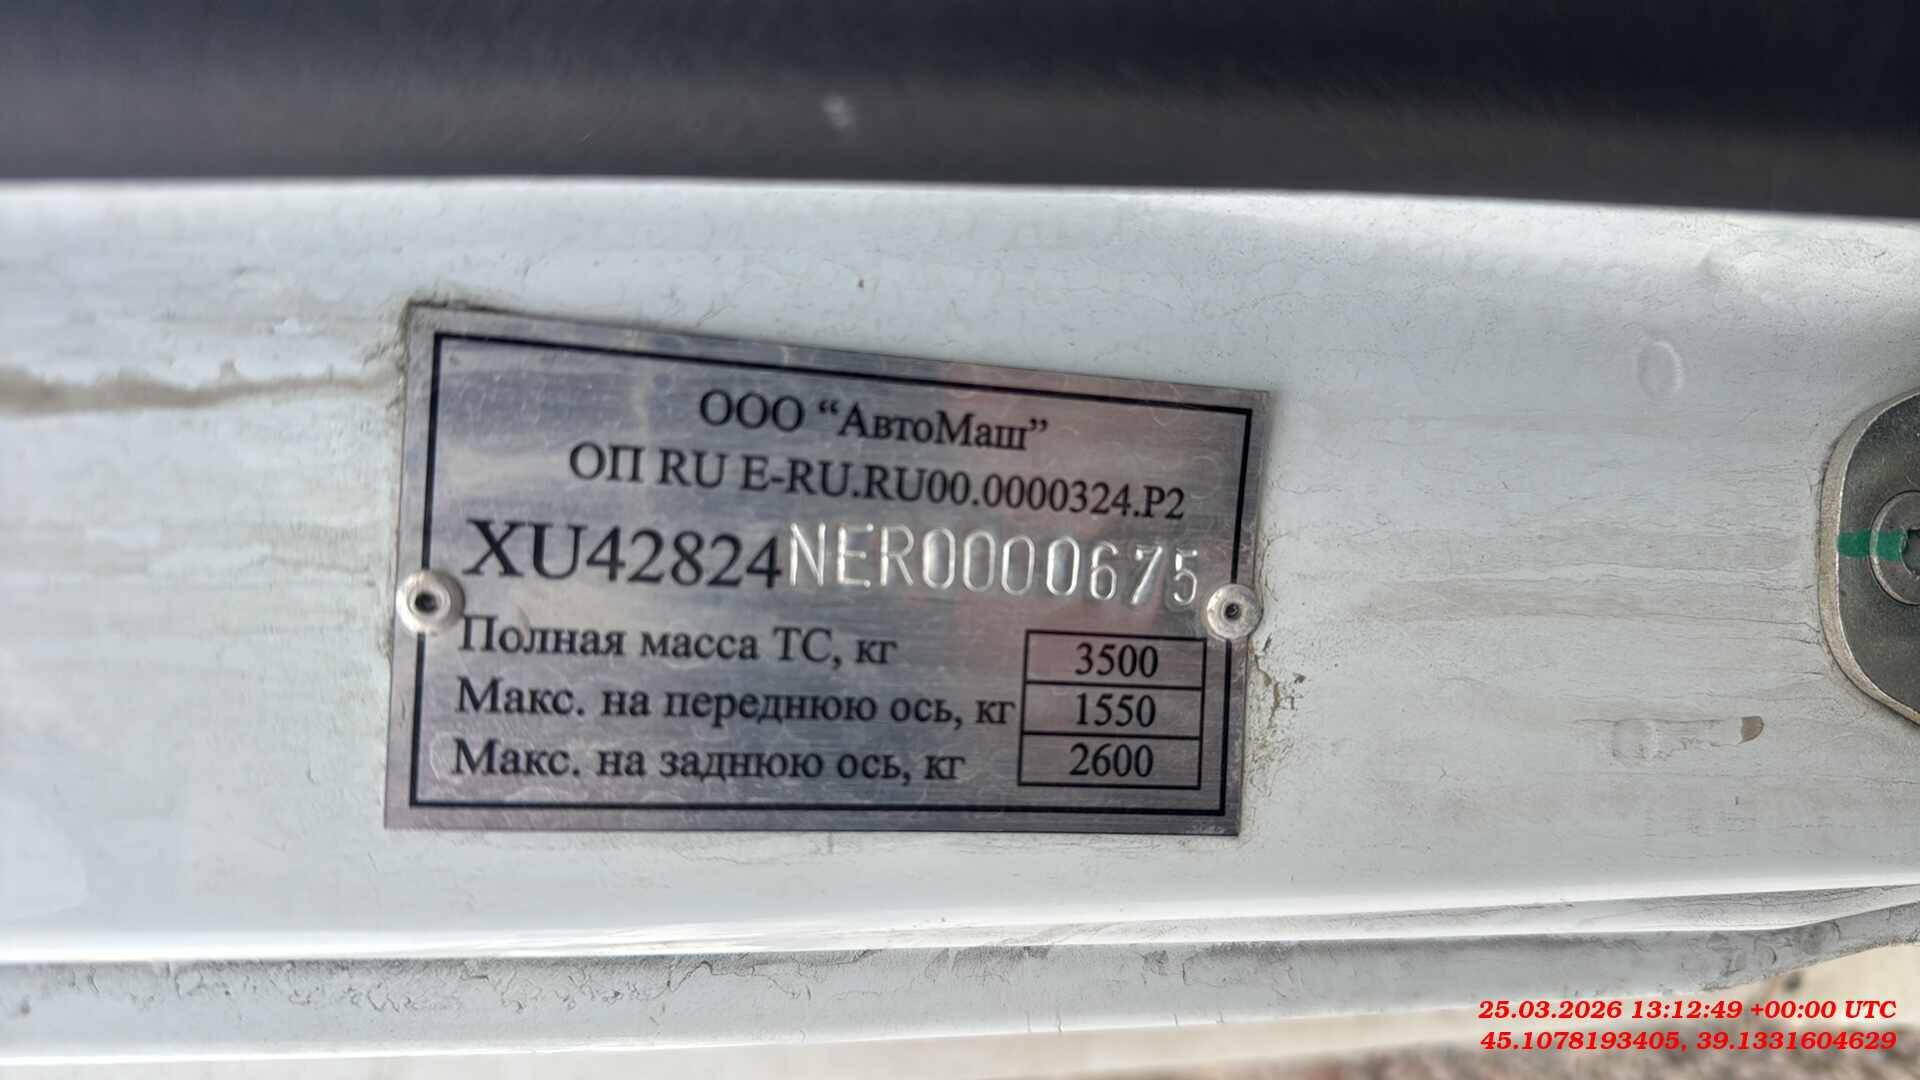 ООО “АвтоМаш”
ОП RU E-RU.RU00.0000324.P2
XU42824NER0000675
Полная масса ТС, кг 3500
Макс. на переднюю ось, кг 1550
Макс. на заднюю ось, кг 2600
25.03.2026 13:12:49 +00:00 UTC
45.1078193405, 39.1331604629